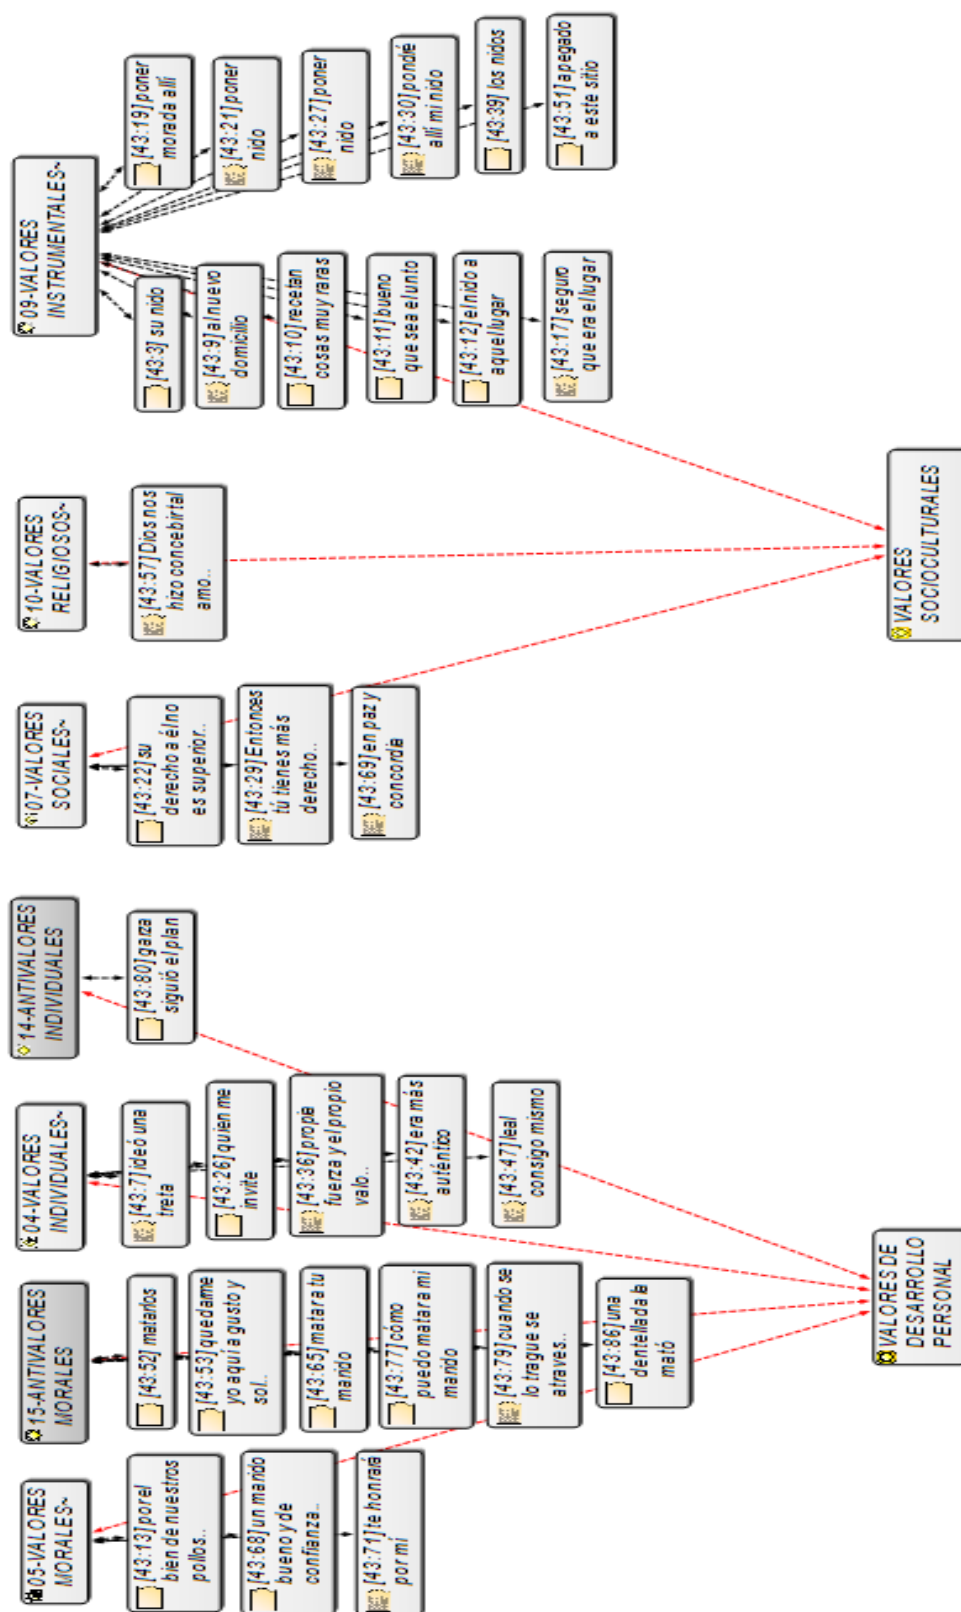 05-VALORES
MORALES~
[43:13] por el
bien de nuestros
pollos..
[43:68] un marido
bueno y de
confianza..
[43:71] te honrará
por mí
15-ANTIVALORES
MORALES
[43:52] matarlos
[43:53] quedarme
yo aquí a gusto y
sol..
[43:65] matar a tu
marido
[43:77] cómo
puedo matar a mi
marido
[43:79] cuando se
lo trague se
atraves..
[43:86] una
dentellada la
mató
04-VALORES
INDIVIDUALES~
[43:7] ideó una
treta
[43:26] quien me
invite
[43:36] propia
fuerza y el propio
valo..
[43:42] era más
auténtico
[43:47] leal
consigo mismo
14-ANTIVALORES
INDIVIDUALES
[43:80] garza
siguió el plan
VALORES DE
DESARROLLO
PERSONAL
07-VALORES
SOCIALES~
[43:22] su
derecho a él no
es superior..
[43:29] Entonces
tú tienes más
derecho..
[43:69] en paz y
concordia
10-VALORES
RELIGIOSOS~
[43:57] Dios nos
hizo concebir tal
amo..
09-VALORES
INSTRUMENTALES~
[43:3] su nido
[43:9] al nuevo
domicilio
[43:10] recetan
cosas muy raras
[43:11] bueno
que sea el unto
[43:12] el nido a
aquel lugar
[43:17] seguro
que era el lugar
[43:19] poner
morada allí
[43:21] poner
nido
[43:27] poner
nido
[43:30] pondré
allí mi nido
[43:39] los nidos
[43:51] apegado
a este sitio
VALORES
SOCIOCULTURALES